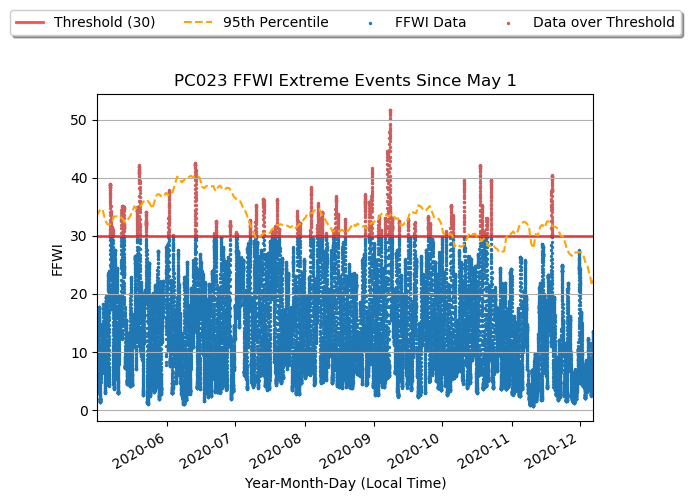 Threshold (30) 95th Percentile FFWI Data Data over Threshold
PC023 FFWI Extreme Events Since May 1
50
40
30
20
10
0
FFWI
2020-06 2020-07 2020-08 2020-09 2020-10 2020-11 2020-12
Year-Month-Day (Local Time)